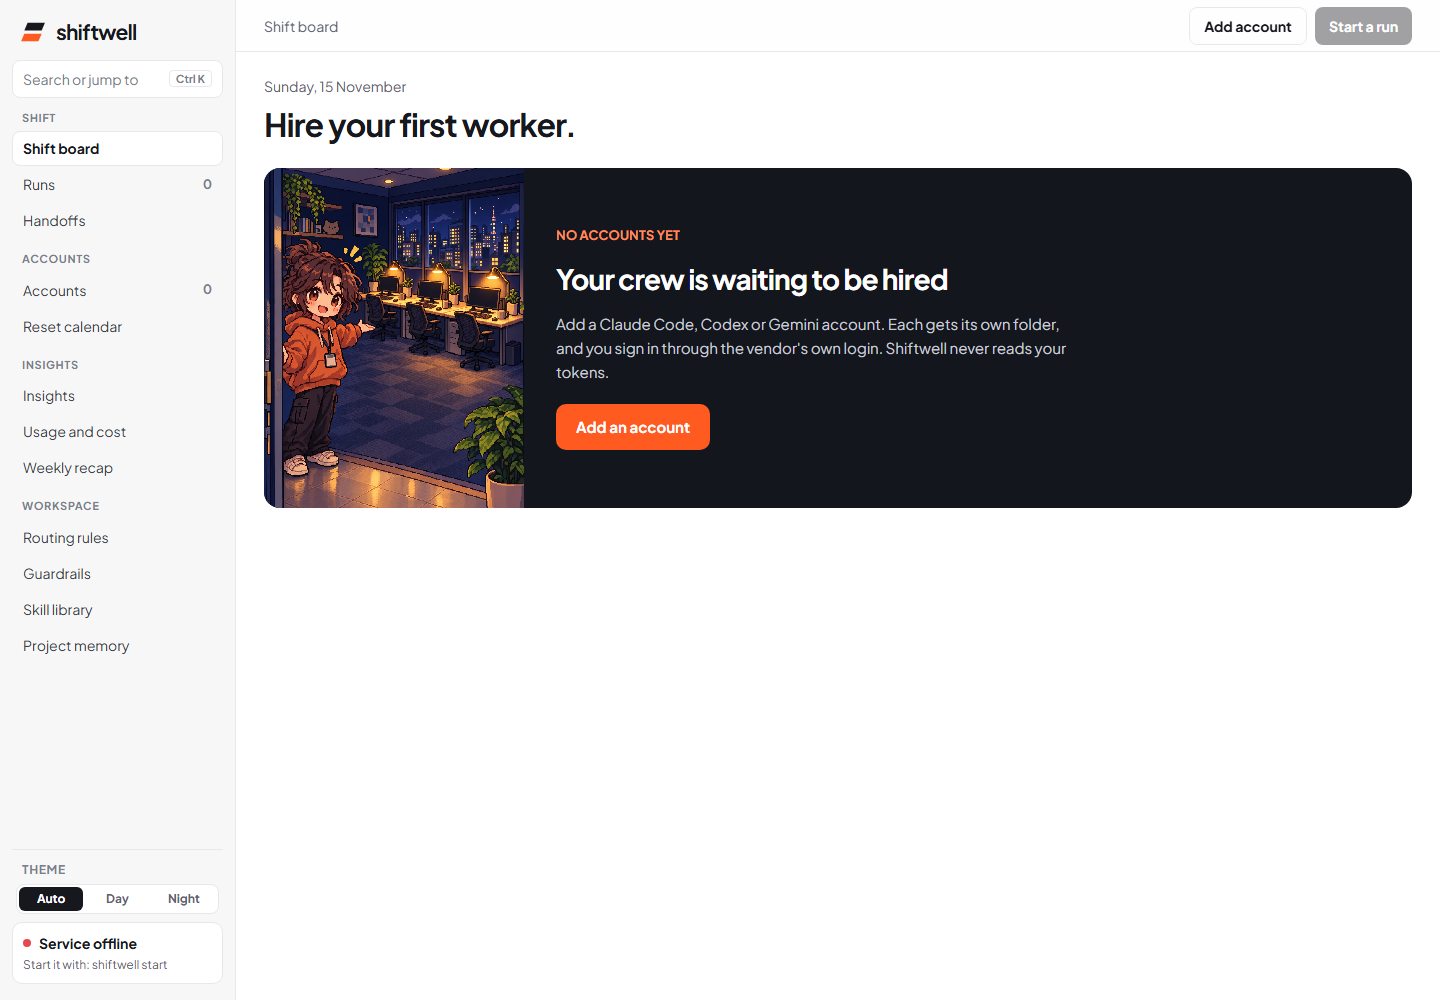 shiftwell
Search or jump to
Ctrl K
SHIFT
Shift board
Runs
0
Handoffs
ACCOUNTS
Accounts
0
Reset calendar
INSIGHTS
Insights
Usage and cost
Weekly recap
WORKSPACE
Routing rules
Guardrails
Skill library
Project memory
THEME
Auto
Day
Night
Service offline
Start it with: shiftwell start
Shift board
Add account
Start a run
Sunday, 15 November
Hire your first worker.
NO ACCOUNTS YET
Your crew is waiting to be hired
Add a Claude Code, Codex or Gemini account. Each gets its own folder,
and you sign in through the vendor's own login. Shiftwell never reads your
tokens.
Add an account